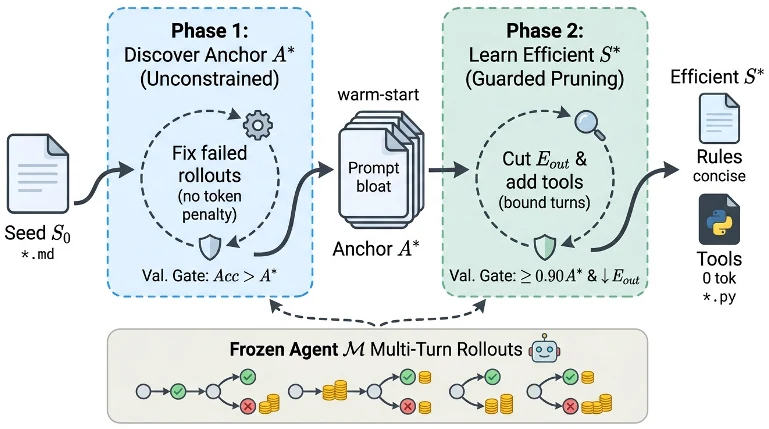 Phase 1:
Discover Anchor A*
(Unconstrained)
Fix failed
rollouts
(no token
penalty)
Val. Gate: Acc > A*
Seed S₀
*.md
warm-start
Prompt
bloat
Anchor A*
Phase 2:
Learn Efficient S*
(Guarded Pruning)
Cut E_out &
add tools
(bound turns)
Val. Gate: ≥ 0.90A* & ↓E_out
Efficient S*
Rules
concise
Tools
0 tok
*.py
Frozen Agent ℳ Multi-Turn Rollouts